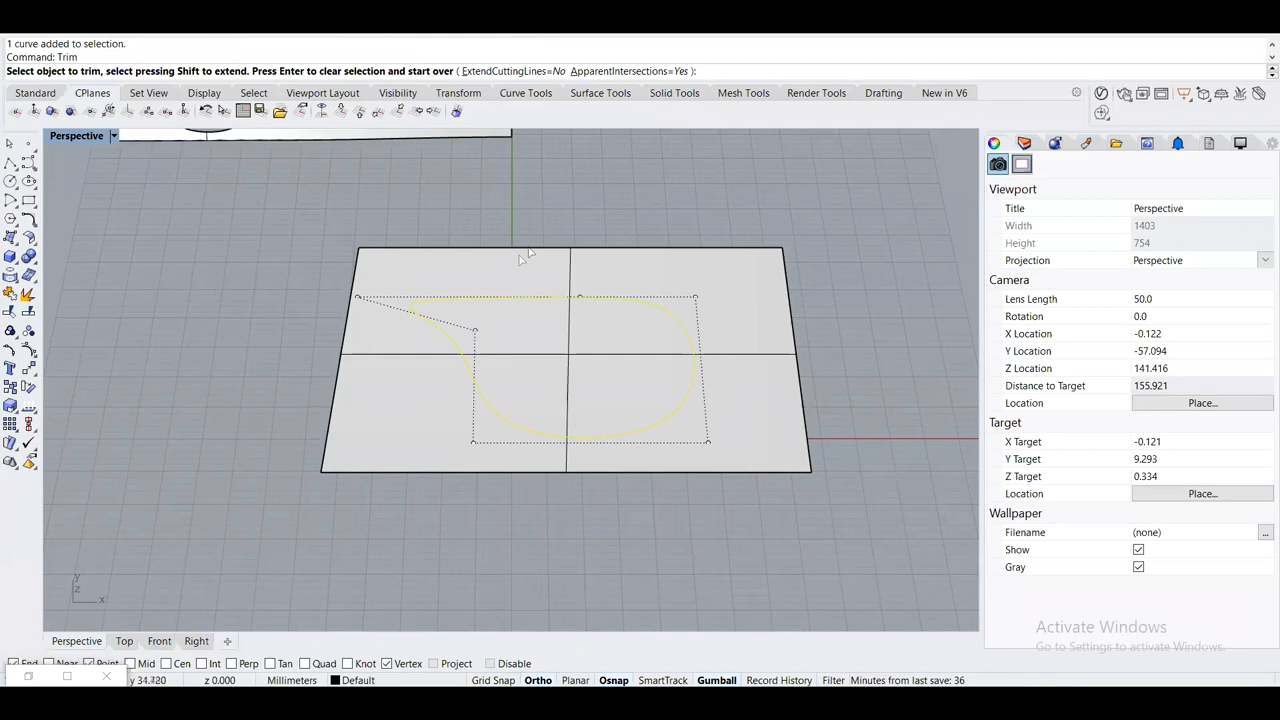 1 curve added to selection.
Command: Trim
Select object to trim, select pressing Shift to extend. Press Enter to clear selection and start over ( ExtendCuttingLines=No ApparentIntersections=Yes ):
Standard CPlanes Set View Display Select Viewport Layout Visibility Transform Curve Tools Surface Tools Solid Tools Mesh Tools Render Tools Drafting New in V6
Perspective
Viewport
Title Perspective
Width 1403
Height 754
Projection Perspective
Camera
Lens Length 50.0
Rotation 0.0
X Location -0.122
Y Location -57.094
Z Location 141.416
Distance to Target 155.921
Location Place...
Target
X Target -0.121
Y Target 9.293
Z Target 0.334
Location Place...
Wallpaper
Filename (none) ...
Show
Gray
y
z
x
Activate Windows
Go to Settings to activate Windows.
Perspective Top Front Right
End Near Point Mid Cen Int Perp Tan Quad Knot Vertex Project Disable
y 34.720 z 0.000 Millimeters Default Grid Snap Ortho Planar Osnap SmartTrack Gumball Record History Filter Minutes from last save: 36